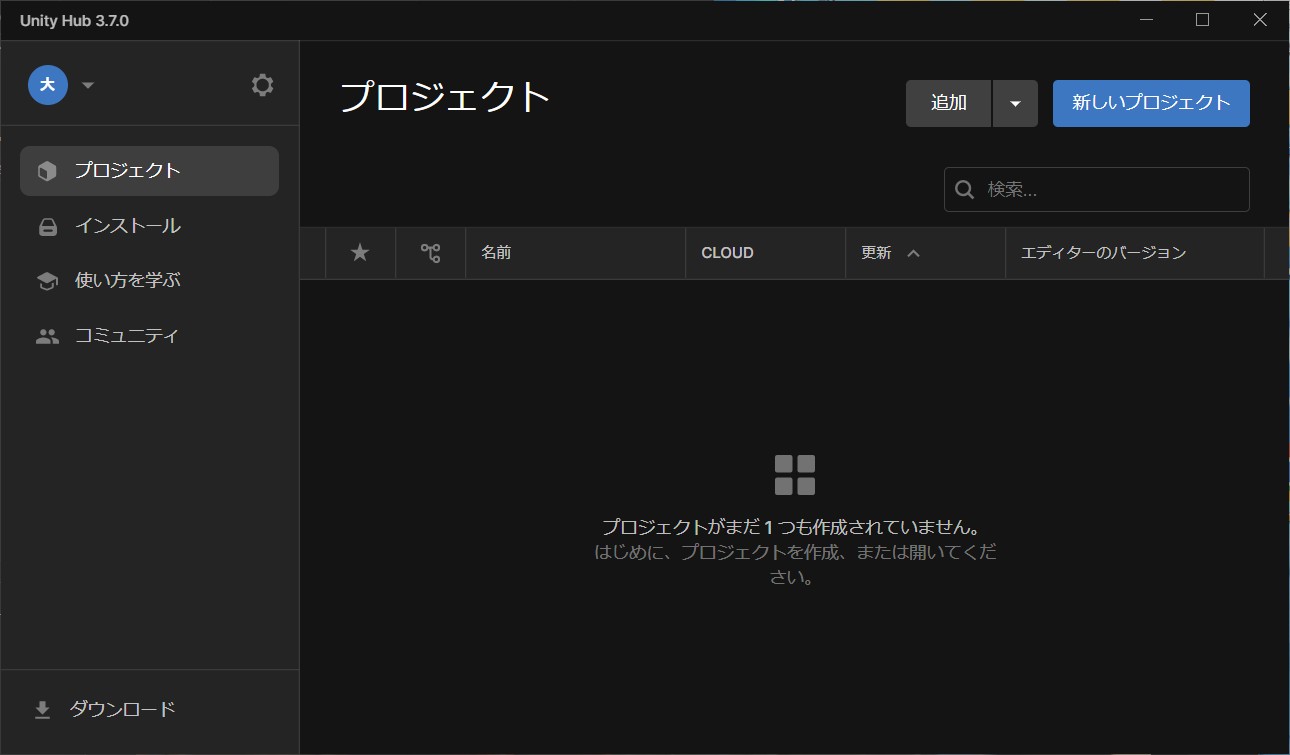 Unity Hub 3.7.0
大
プロジェクト
インストール
使い方を学ぶ
コミュニティ
ダウンロード
プロジェクト
追加
新しいプロジェクト
検索...
名前
CLOUD
更新
エディターのバージョン
プロジェクトがまだ 1 つも作成されていません。
はじめに、プロジェクトを作成、または開いてくだ
さい。